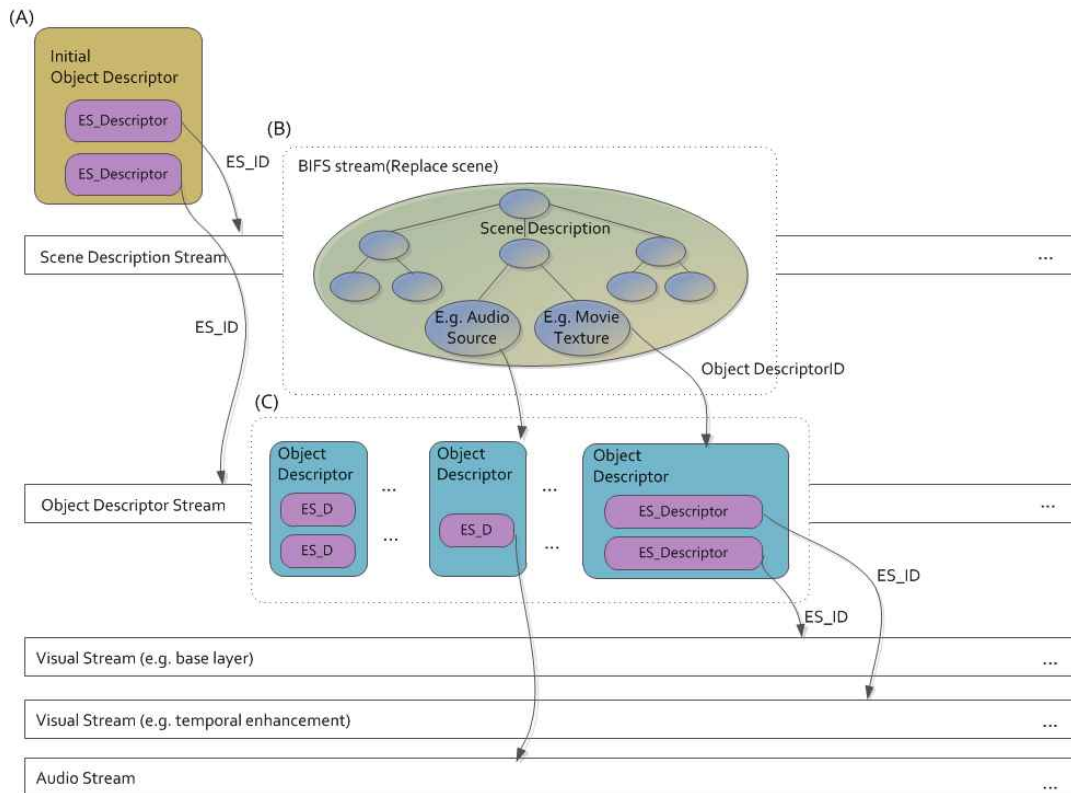 (A)
Initial
Object Descriptor
ES_Descriptor
ES_Descriptor
ES_ID
(B)
BIFS stream(Replace scene)
Scene Description
E.g. Audio
Source
E.g. Movie
Texture
Scene Description Stream
...
ES_ID
Object DescriptorID
(C)
Object
Descriptor
ES_D
ES_D
...
...
Object
Descriptor
ES_D
...
...
Object
Descriptor
ES_Descriptor
ES_Descriptor
Object Descriptor Stream
...
ES_ID
ES_ID
Visual Stream (e.g. base layer)
...
Visual Stream (e.g. temporal enhancement)
...
Audio Stream
...